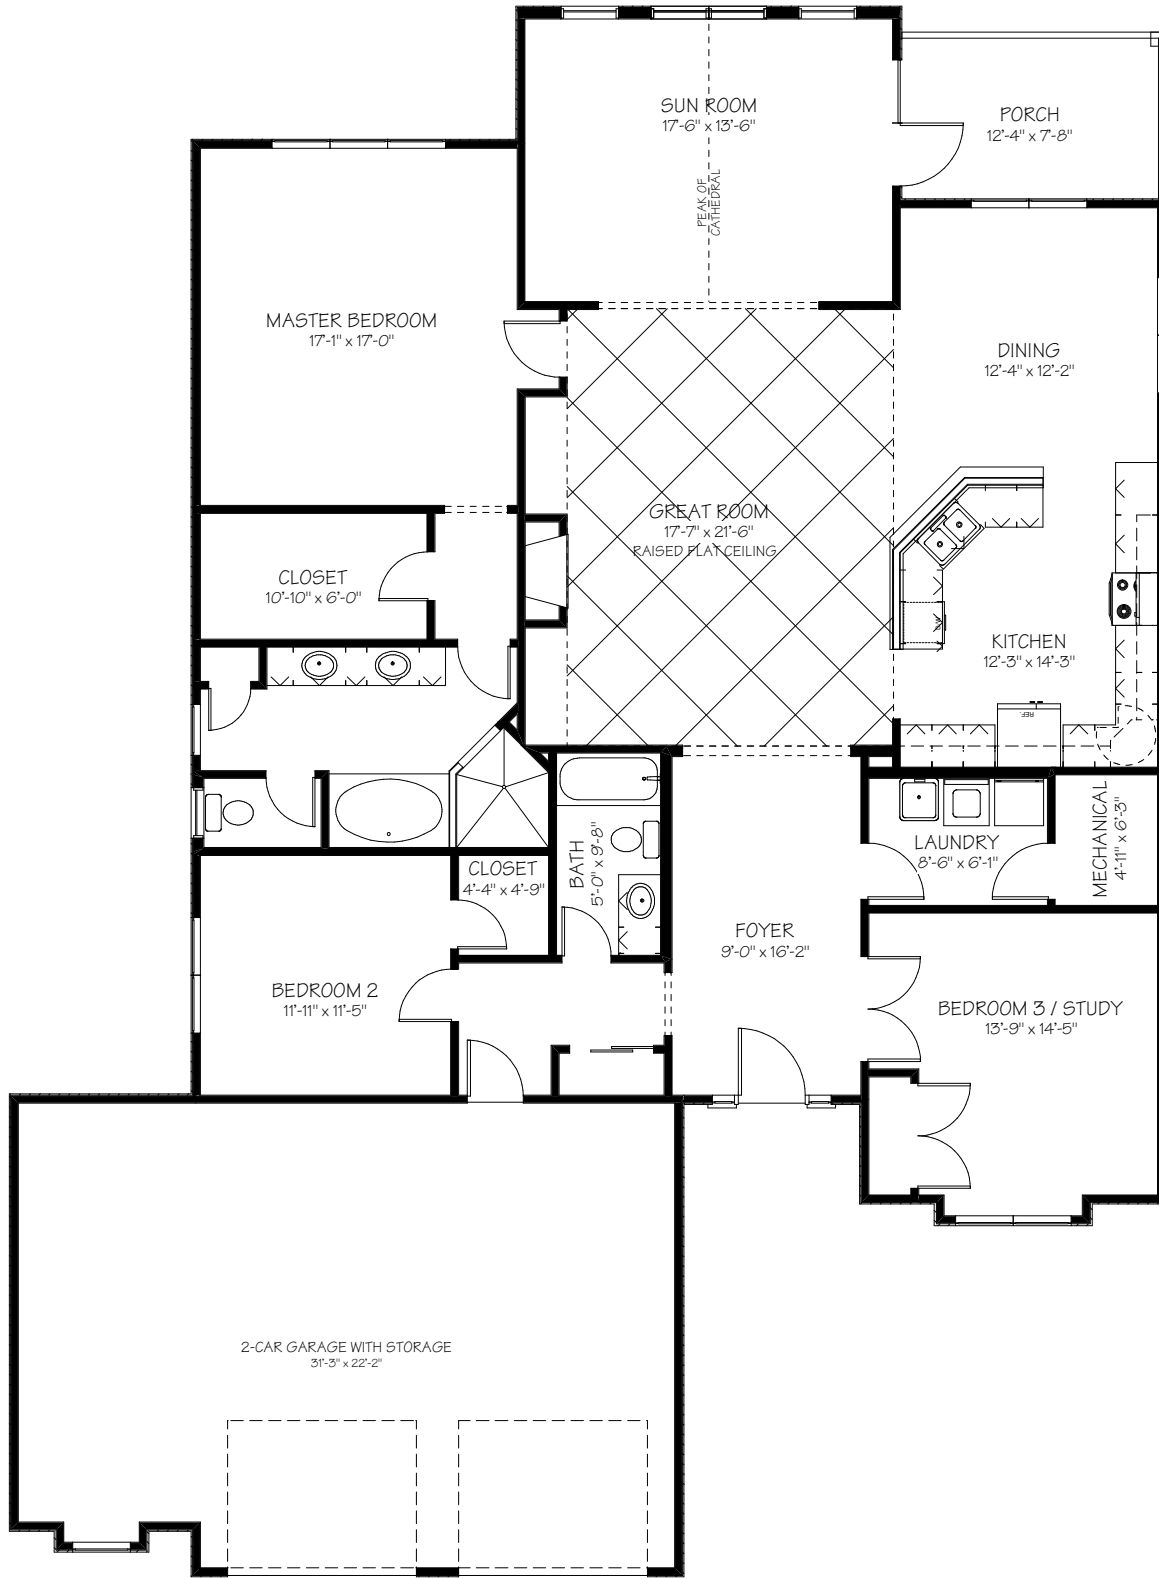 SUN ROOM
17'-6" x 13'-6"
PEAK OF
CATHEDRAL
PORCH
12'-4" x 7'-8"
MASTER BEDROOM
17'-1" x 17'-0"
DINING
12'-4" x 12'-2"
GREAT ROOM
17'-7" x 21'-6"
RAISED FLAT CEILING
CLOSET
10'-10" x 6'-0"
KITCHEN
12'-3" x 14'-3"
REF.
LAUNDRY
8'-6" x 6'-1"
MECHANICAL
4'-11" x 6'-3"
CLOSET
4'-4" x 4'-9"
BATH
5'-0" x 9'-8"
FOYER
9'-0" x 16'-2"
BEDROOM 2
11'-11" x 11'-5"
BEDROOM 3 / STUDY
13'-9" x 14'-5"
2-CAR GARAGE WITH STORAGE
31'-3" x 22'-2"